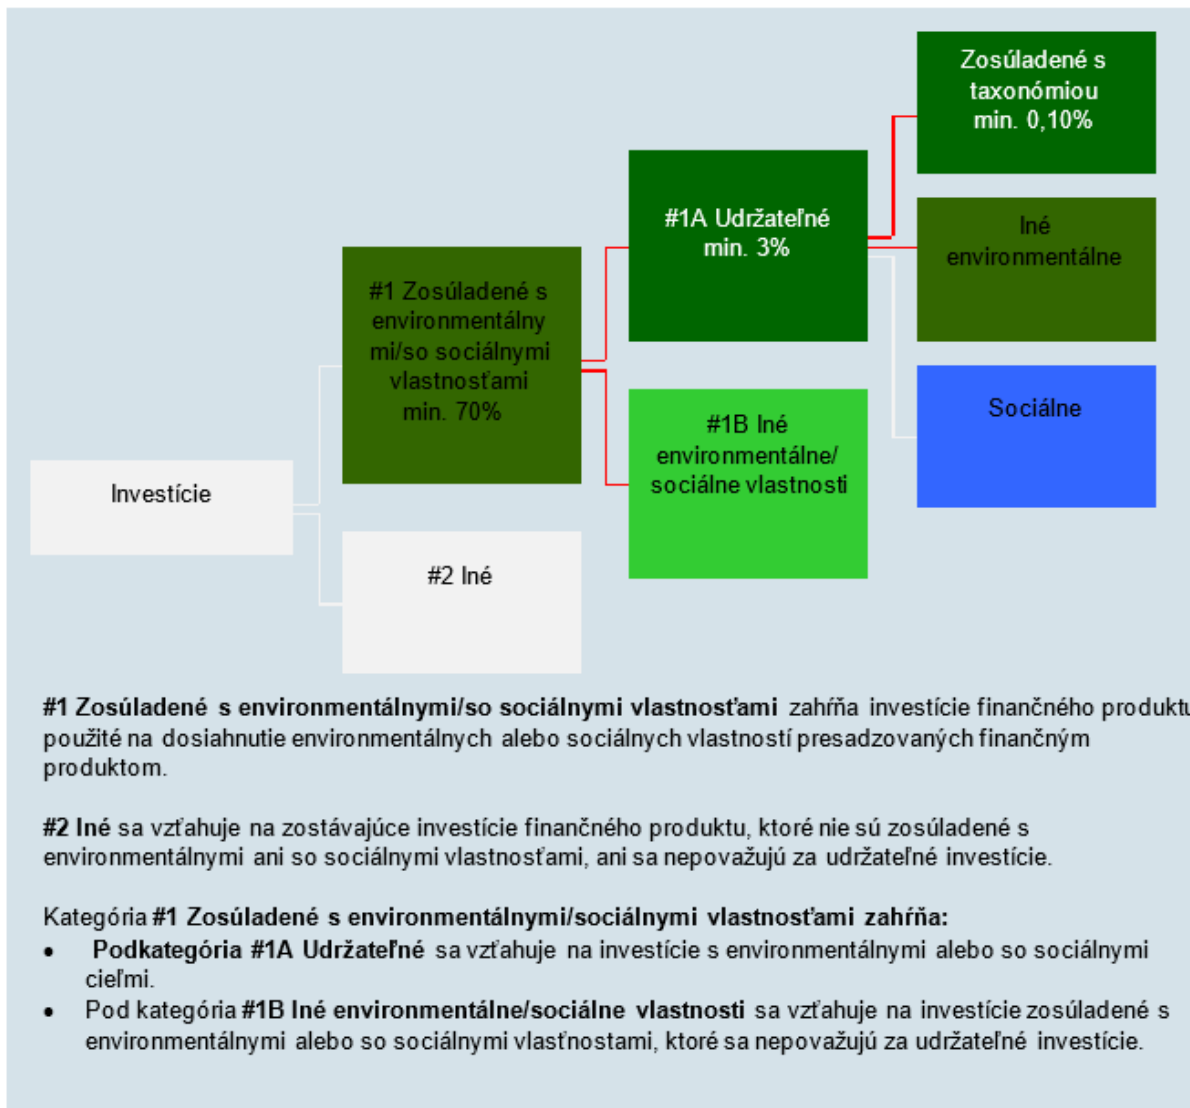 Zosúladené s
taxonómiou
min. 0,10%
#1A Udržateľné
min. 3%
Iné
environmentálne
#1 Zosúladené s
environmentálny
mi/so sociálnymi
vlastnosťami
min. 70%
Sociálne
#1B Iné
environmentálne/
sociálne vlastnosti
Investície
#2 Iné
#1 Zosúladené s environmentálnymi/so sociálnymi vlastnosťami zahŕňa investície finančného produktu
použité na dosiahnutie environmentálnych alebo sociálnych vlastností presadzovaných finančným
produktom.
#2 Iné sa vzťahuje na zostávajúce investície finančného produktu, ktoré nie sú zosúladené s
environmentálnymi ani so sociálnymi vlastnosťami, ani sa nepovažujú za udržateľné investície.
Kategória #1 Zosúladené s environmentálnymi/sociálnymi vlastnosťami zahŕňa:
• Podkategória #1A Udržateľné sa vzťahuje na investície s environmentálnymi alebo so sociálnymi
cieľmi.
• Pod kategória #1B Iné environmentálne/sociálne vlastnosti sa vzťahuje na investície zosúladené s
environmentálnymi alebo so sociálnymi vlasťnostami, ktoré sa nepovažujú za udržateľné investície.